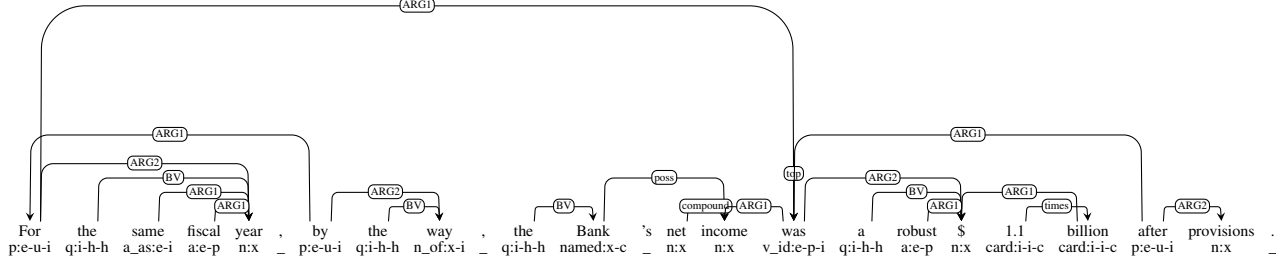 ARG1
ARG1 ARG1
ARG2 top
BV poss ARG2
ARG1 ARG2 BV ARG1
ARG1 BV BV compound ARG1 ARG1 times ARG2
For the same fiscal year , by the way , the Bank 's net income was a robust $ 1.1 billion after provisions .
p:e-u-i q:i-h-h a_as:e-i a:e-p n:x _ p:e-u-i q:i-h-h n_of:x-i _ q:i-h-h named:x-c _ n:x n:x v_id:e-p-i q:i-h-h a:e-p n:x card:i-i-c card:i-i-c p:e-u-i n:x _